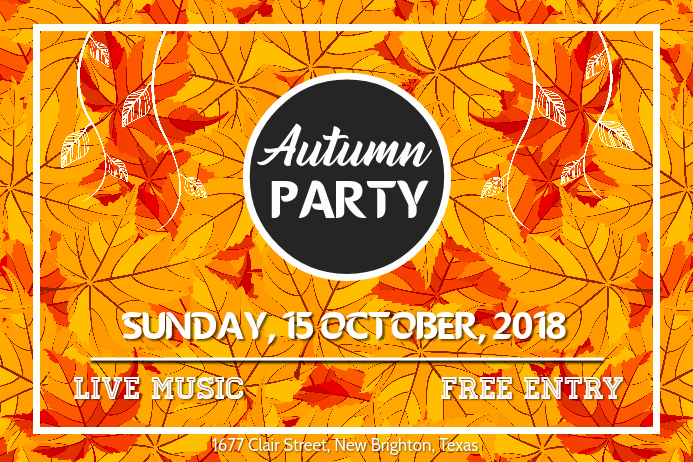 Autumn
PARTY
SUNDAY, 15 OCTOBER, 2018
LIVE MUSIC
FREE ENTRY
1677 Clair Street, New Brighton, Texas